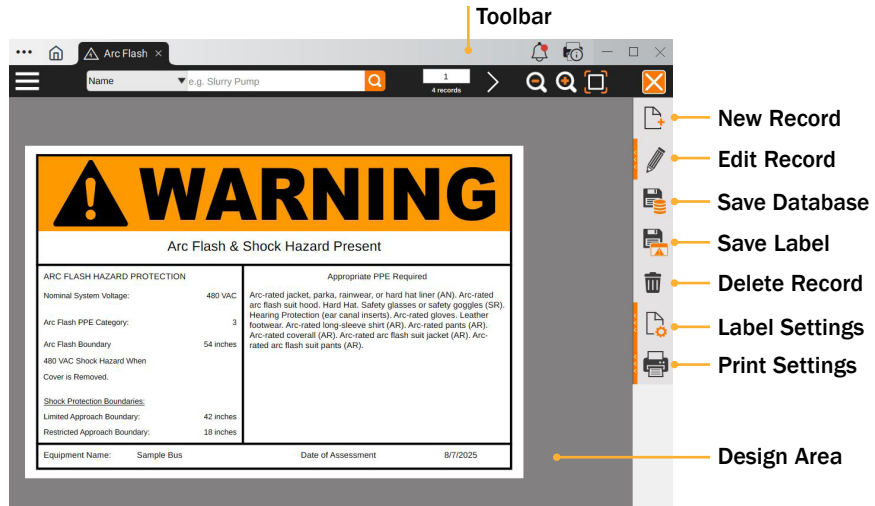 Toolbar
Arc Flash
Name
e.g. Slurry Pump
1
4 records
New Record
Edit Record
Save Database
Save Label
Delete Record
Label Settings
Print Settings
Design Area
WARNING
Arc Flash & Shock Hazard Present
ARC FLASH HAZARD PROTECTION
Nominal System Voltage: 480 VAC
Arc Flash PPE Category: 3
Arc Flash Boundary 54 inches
480 VAC Shock Hazard When
Cover is Removed.
Shock Protection Boundaries:
Limited Approach Boundary: 42 inches
Restricted Approach Boundary: 18 inches
Appropriate PPE Required
Arc-rated jacket, parka, rainwear, or hard hat liner (AN). Arc-rated
arc flash suit hood. Hard Hat. Safety glasses or safety goggles (SR).
Hearing Protection (ear canal inserts). Arc-rated gloves. Leather
footwear. Arc-rated long-sleeve shirt (AR). Arc-rated pants (AR).
Arc-rated coverall (AR). Arc-rated arc flash suit jacket (AR). Arc-
rated arc flash suit pants (AR).
Equipment Name: Sample Bus
Date of Assessment 8/7/2025